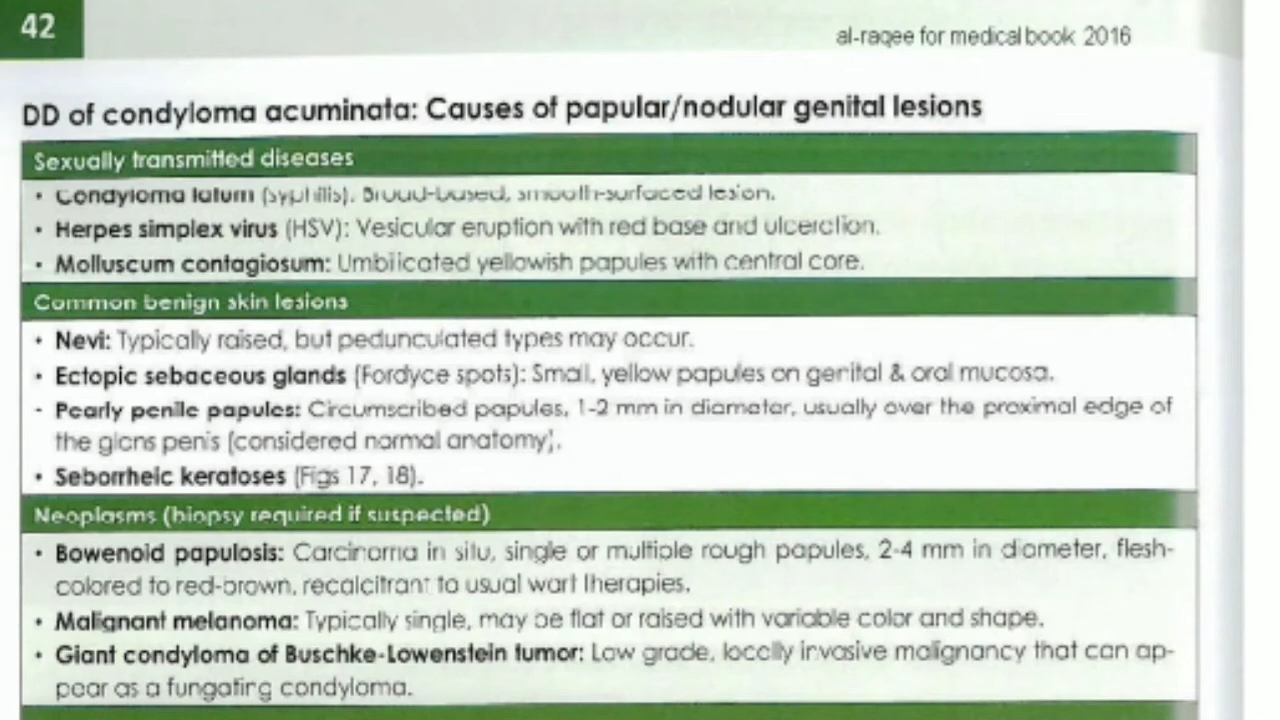 42
al-raqee for medical book 2016
DD of condyloma acuminata: Causes of papular/nodular genital lesions
Sexually transmitted diseases
• Condyloma latum (syphilis). Broad-based, smooth-surfaced lesion.
• Herpes simplex virus (HSV): Vesicular eruption with red base and ulceration.
• Molluscum contagiosum: Umbilicated yellowish papules with central core.
Common benign skin lesions
• Nevi: Typically raised, but pedunculated types may occur.
• Ectopic sebaceous glands (Fordyce spots): Small, yellow papules on genital & oral mucosa.
• Pearly penile papules: Circumscribed papules, 1-2 mm in diameter, usually over the proximal edge of
the glans penis (considered normal anatomy).
• Seborrheic keratoses (Figs 17, 18).
Neoplasms (biopsy required if suspected)
• Bowenoid papulosis: Carcinoma in situ, single or multiple rough papules, 2-4 mm in diameter, flesh-
colored to red-brown, recalcitrant to usual wart therapies.
• Malignant melanoma: Typically single, may be flat or raised with variable color and shape.
• Giant condyloma of Buschke-Lowenstein tumor: Low grade, locally invasive malignancy that can ap-
pear as a fungating condyloma.